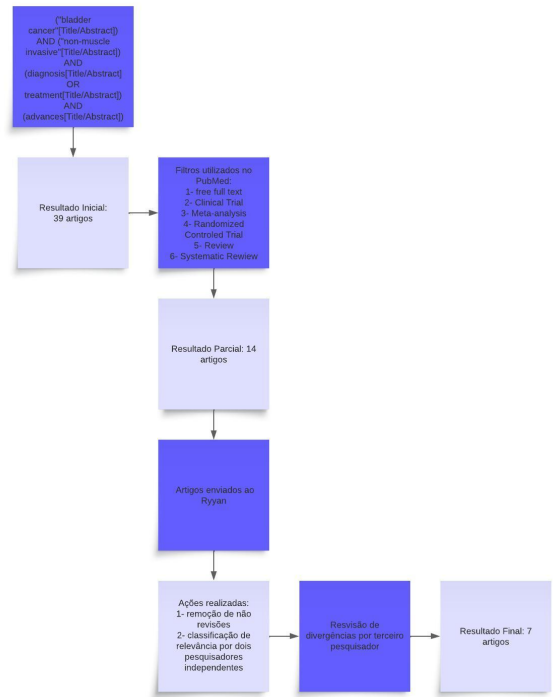 ("bladder
cancer"[Title/Abstract])
AND ("non-muscle
invasive"[Title/Abstract])
AND
(diagnosis[Title/Abstract]
OR
treatment[Title/Abstract])
AND
(advances[Title/Abstract])
Resultado Inicial:
39 artigos
Filtros utilizados no
PubMed:
1- free full text
2- Clinical Trial
3- Meta-analysis
4- Randomized
Controled Trial
5- Review
6- Systematic Rewiew
Resultado Parcial: 14
artigos
Artigos enviados ao
Ryyan
Ações realizadas:
1- remoção de não
revisões
2- classificação de
relevância por dois
pesquisadores
independentes
Resvisão de
divergências por terceiro
pesquisador
Resultado Final: 7
artigos